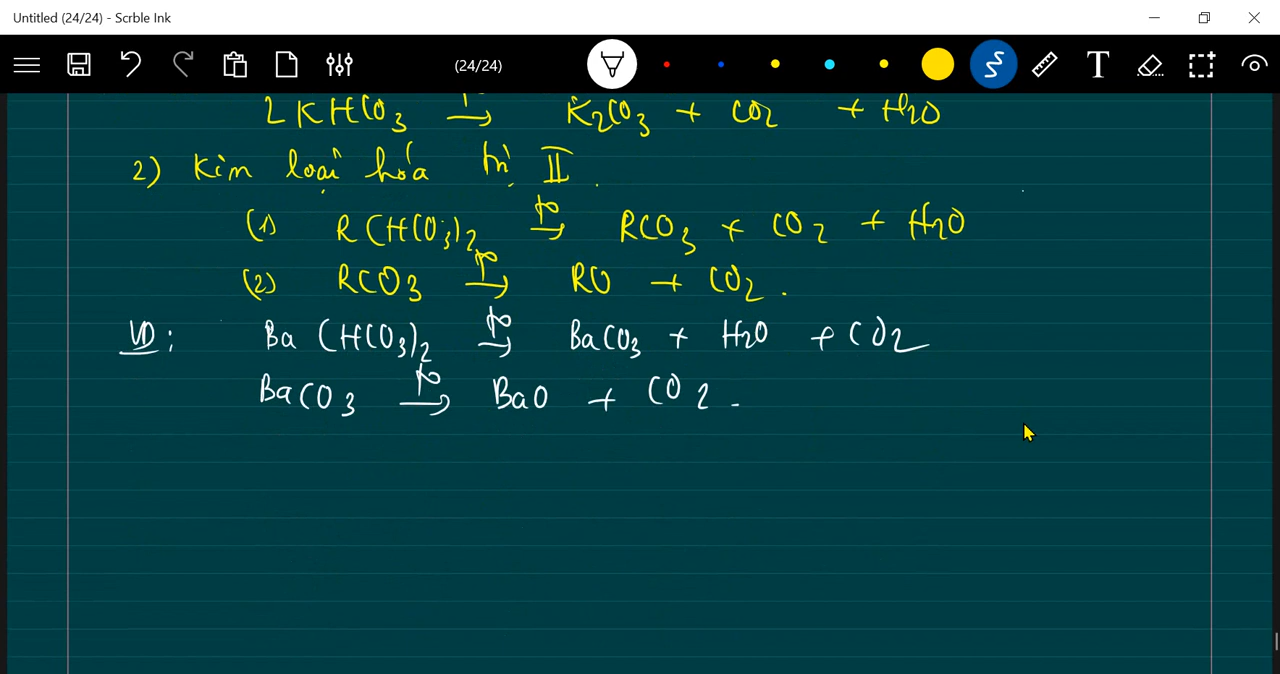 Untitled (24/24) - Scrble Ink
(24/24) T
2KHCO3 →(t°) K2CO3 + CO2 + H2O
2) Kim loại hóa trị II.
(1) R(HCO3)2 →(t°) RCO3 + CO2 + H2O
(2) RCO3 →(t°) RO + CO2.
VD: Ba(HCO3)2 →(t°) BaCO3 + H2O + CO2
BaCO3 →(t°) BaO + CO2.